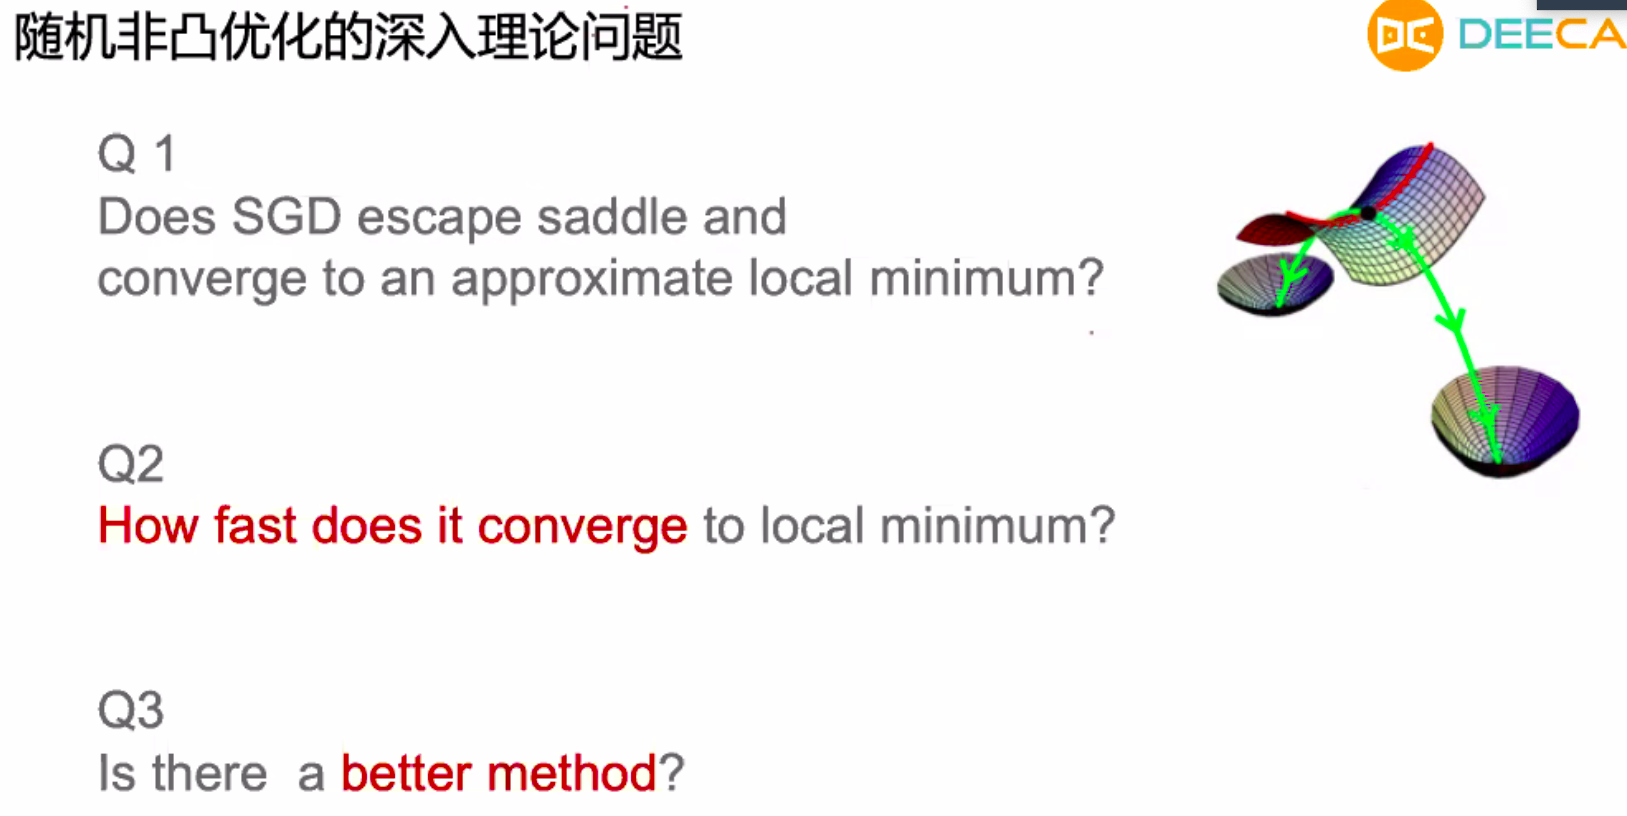 随机非凸优化的深入理论问题
DEECA
Q 1
Does SGD escape saddle and
converge to an approximate local minimum?
Q2
How fast does it converge to local minimum?
Q3
Is there a better method?